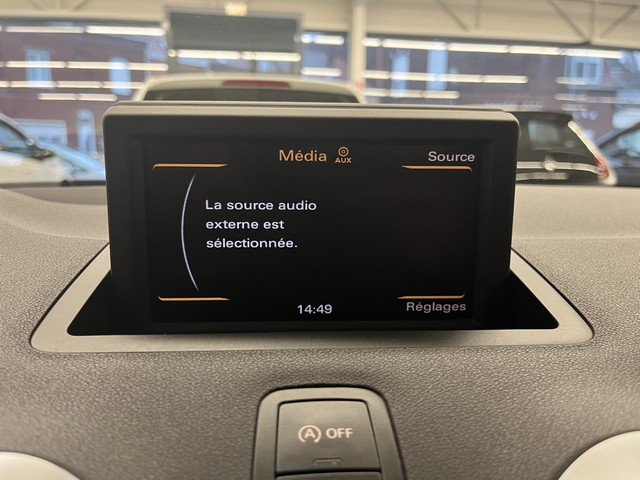 Média AUX
Source
La source audio
externe est
sélectionnée.
14:49
Réglages
A OFF